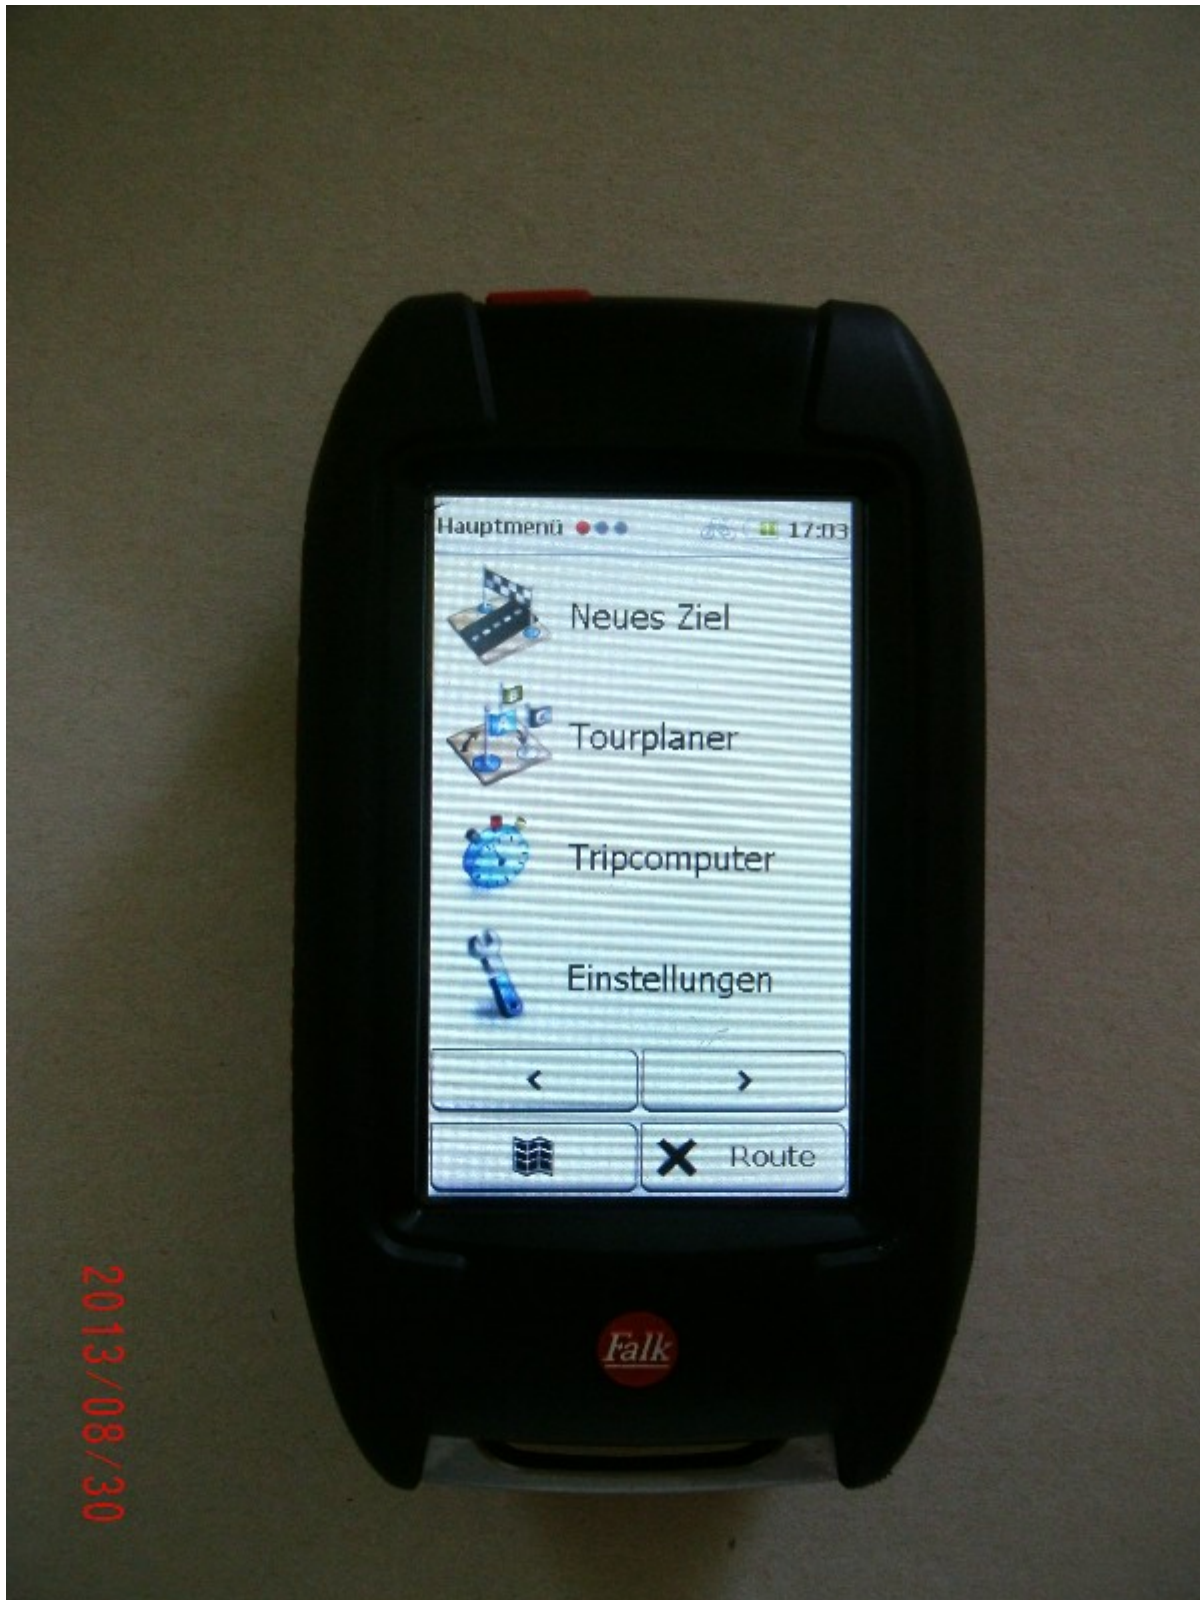 Hauptmenü 17:03
Neues Ziel
Tourplaner
Tripcomputer
Einstellungen
< >
Route
Falk
2013/08/30